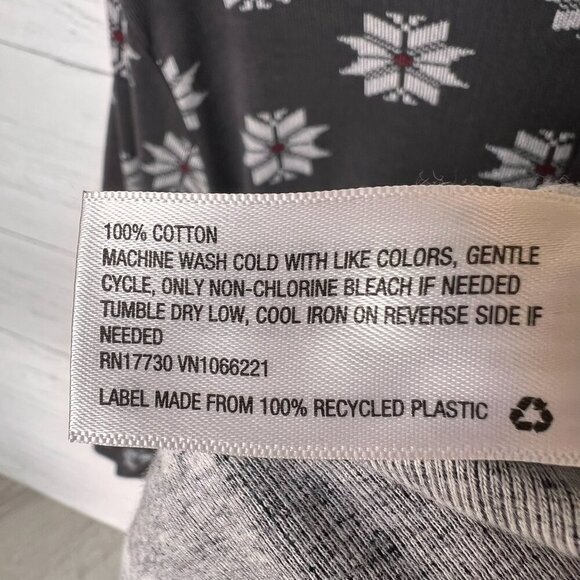 100% COTTON
MACHINE WASH COLD WITH LIKE COLORS, GENTLE
CYCLE, ONLY NON-CHLORINE BLEACH IF NEEDED
TUMBLE DRY LOW, COOL IRON ON REVERSE SIDE IF
NEEDED
RN17730 VN1066221
LABEL MADE FROM 100% RECYCLED PLASTIC